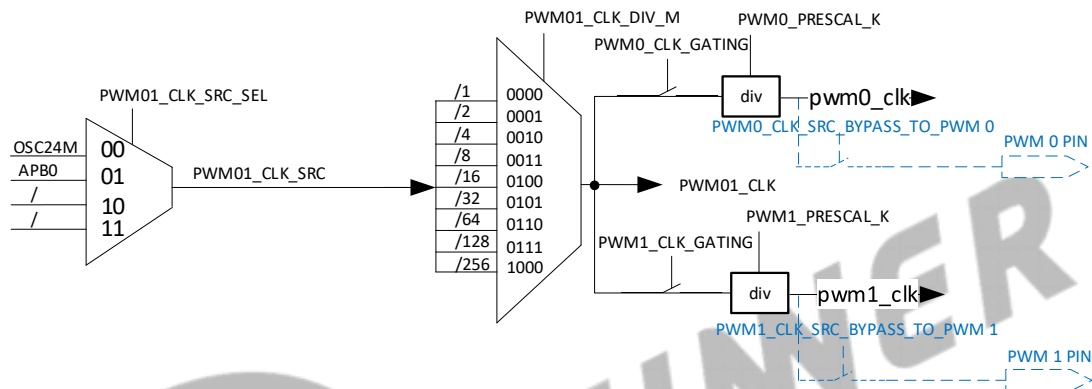 PWM01_CLK_DIV_M
PWM0_PRESCAL_K
PWM0_CLK_GATING
PWM01_CLK_SRC_SEL
/1 0000
/2 0001
/4 0010
/8 0011
/16 0100
/32 0101
/64 0110
/128 0111
/256 1000
div
pwm0_clk
PWM0_CLK_SRC_BYPASS_TO_PWM 0
PWM 0 PIN
OSC24M 00
APB0 01
/ 10
/ 11
PWM01_CLK_SRC
PWM01_CLK
PWM1_PRESCAL_K
PWM1_CLK_GATING
div
pwm1_clk
PWM1_CLK_SRC_BYPASS_TO_PWM 1
PWM 1 PIN